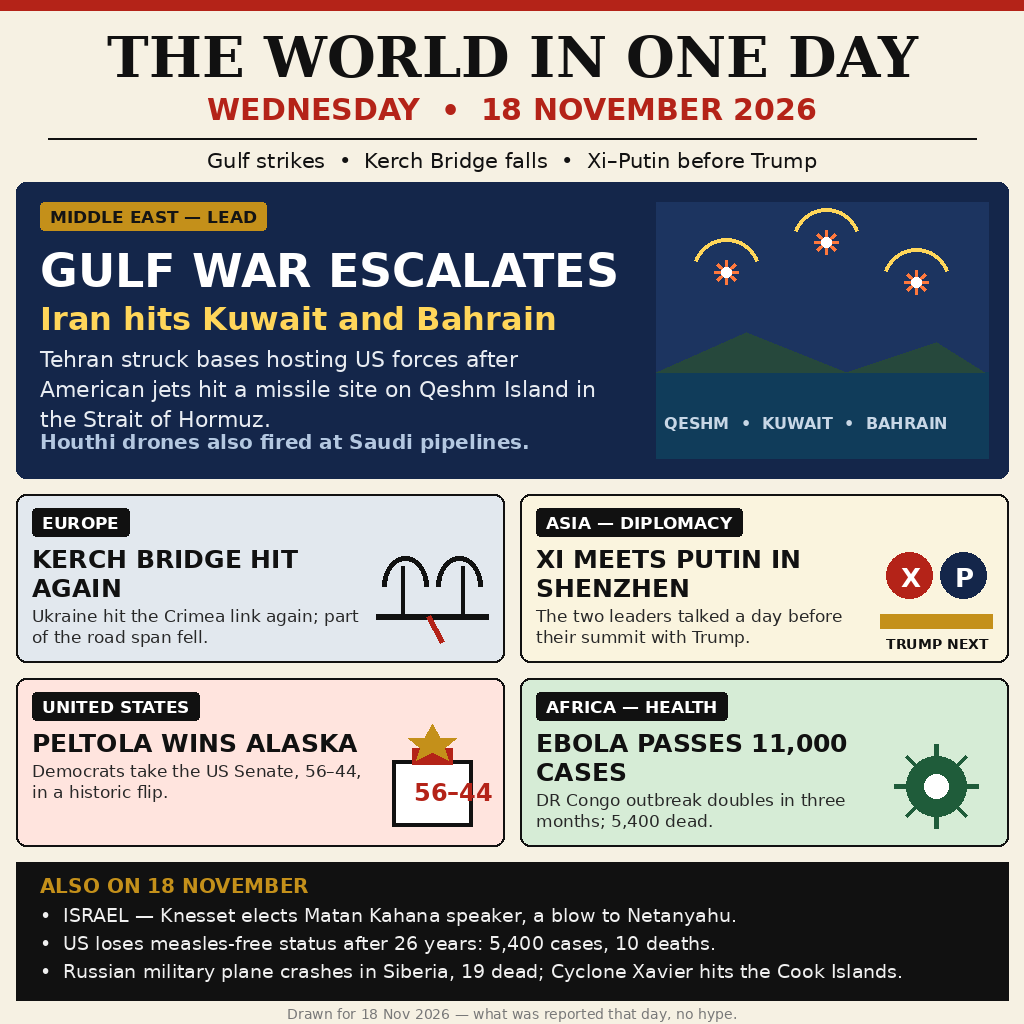 THE WORLD IN ONE DAY
WEDNESDAY • 18 NOVEMBER 2026
Gulf strikes • Kerch Bridge falls • Xi–Putin before Trump
MIDDLE EAST — LEAD
GULF WAR ESCALATES
Iran hits Kuwait and Bahrain
Tehran struck bases hosting US forces after
American jets hit a missile site on Qeshm Island in
the Strait of Hormuz.
Houthi drones also fired at Saudi pipelines.
QESHM • KUWAIT • BAHRAIN
EUROPE
KERCH BRIDGE HIT
AGAIN
Ukraine hit the Crimea link again; part
of the road span fell.
ASIA — DIPLOMACY
XI MEETS PUTIN IN
SHENZHEN
The two leaders talked a day before
their summit with Trump.
X P
TRUMP NEXT
UNITED STATES
PELTOLA WINS ALASKA
Democrats take the US Senate, 56–44,
in a historic flip.
56–44
AFRICA — HEALTH
EBOLA PASSES 11,000
CASES
DR Congo outbreak doubles in three
months; 5,400 dead.
ALSO ON 18 NOVEMBER
• ISRAEL — Knesset elects Matan Kahana speaker, a blow to Netanyahu.
• US loses measles-free status after 26 years: 5,400 cases, 10 deaths.
• Russian military plane crashes in Siberia, 19 dead; Cyclone Xavier hits the Cook Islands.
Drawn for 18 Nov 2026 — what was reported that day, no hype.